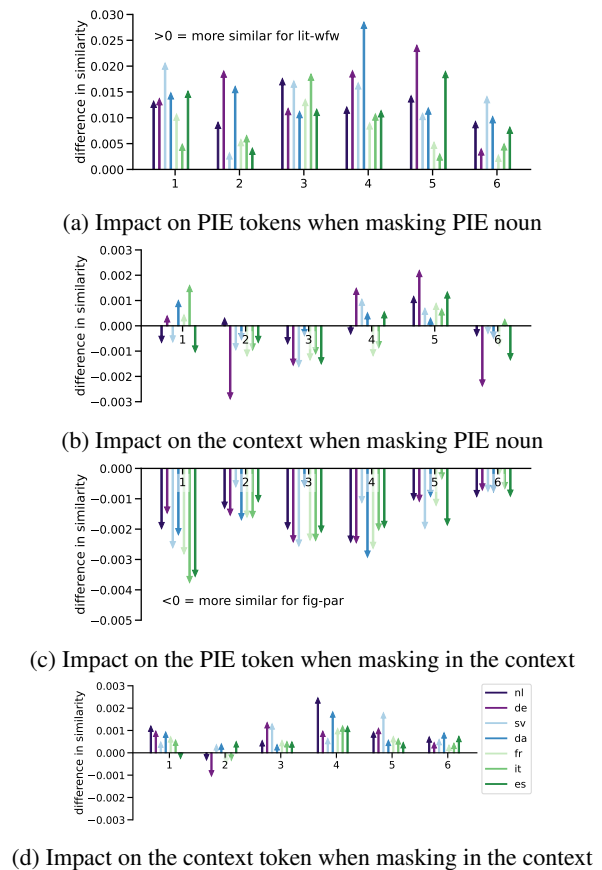 0.030
0.025
0.020
0.015
0.010
0.005
0.000
difference in similarity
>0 = more similar for lit-wfw
1 2 3 4 5 6
(a) Impact on PIE tokens when masking PIE noun
0.003
0.002
0.001
0.000
−0.001
−0.002
−0.003
difference in similarity
1 2 3 4 5 6
(b) Impact on the context when masking PIE noun
0.000
−0.001
−0.002
−0.003
−0.004
−0.005
difference in similarity
1 2 3 4 5 6
<0 = more similar for fig-par
(c) Impact on the PIE token when masking in the context
0.003
0.002
0.001
0.000
−0.001
−0.002
−0.003
difference in similarity
1 2 3 4 5 6
nl
de
sv
da
fr
it
es
(d) Impact on the context token when masking in the context